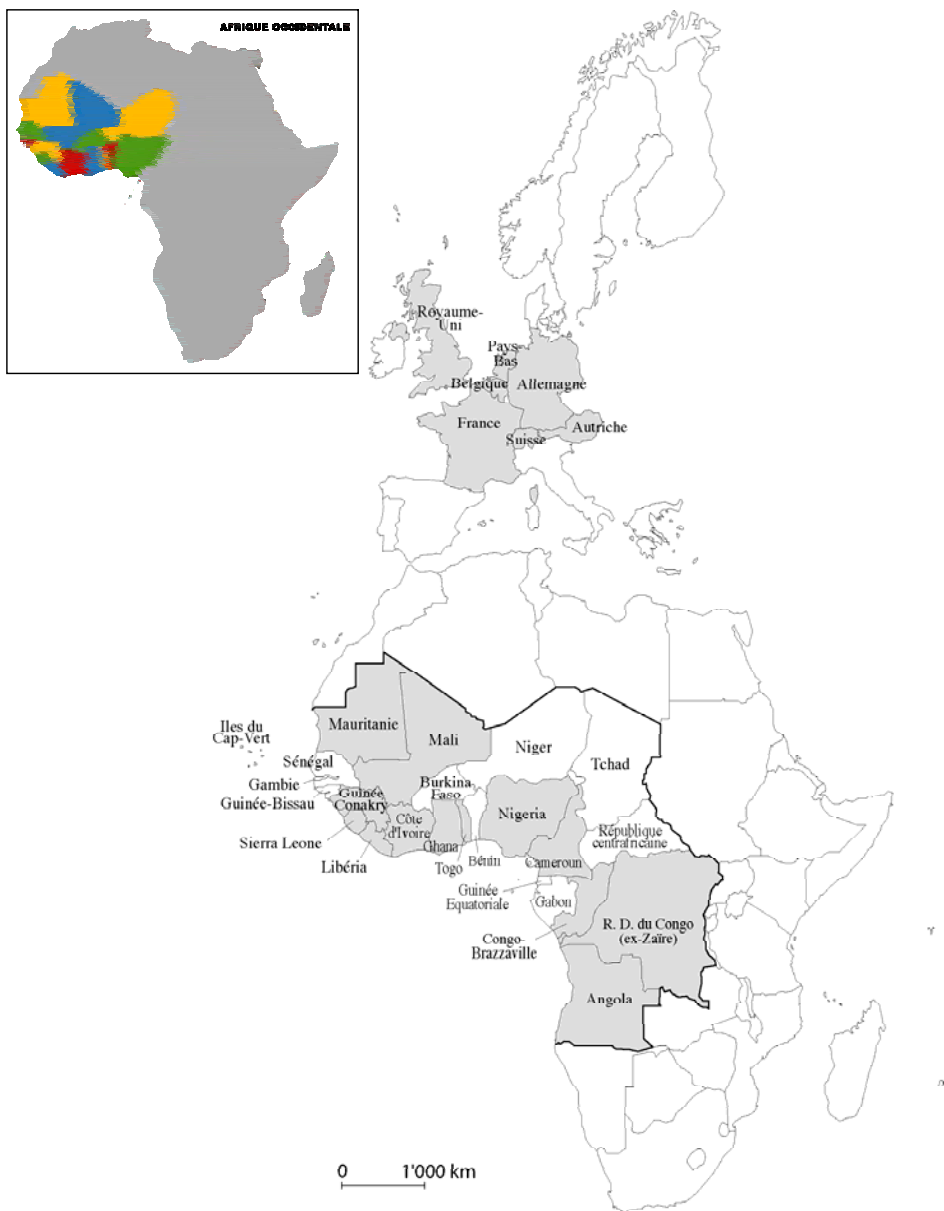 AFRIQUE OCCIDENTALE
Royaume-
Uni
Pays-
Bas
Belgique
Allemagne
France
Suisse
Autriche
Iles du
Cap-Vert
Mauritanie
Mali
Niger
Tchad
Sénégal
Gambie
Guinée-Bissau
Guinée
Conakry
Burkina
Faso
Nigeria
Côte
d'Ivoire
Sierra Leone
Libéria
Ghana
Togo
Bénin
Cameroun
République
centrafricaine
Guinée
Equatoriale
Gabon
Congo-
Brazzaville
R. D. du Congo
(ex-Zaïre)
Angola
0 1'000 km